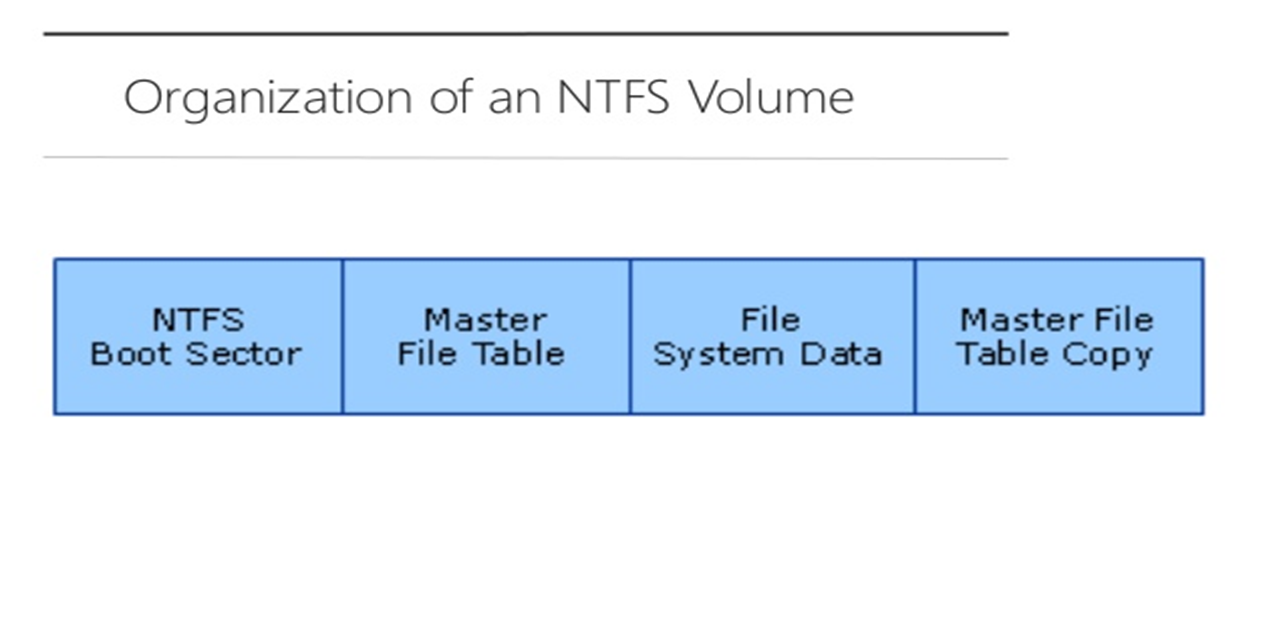 Organization of an NTFS Volume
NTFS
Boot Sector
Master
File Table
File
System Data
Master File
Table Copy